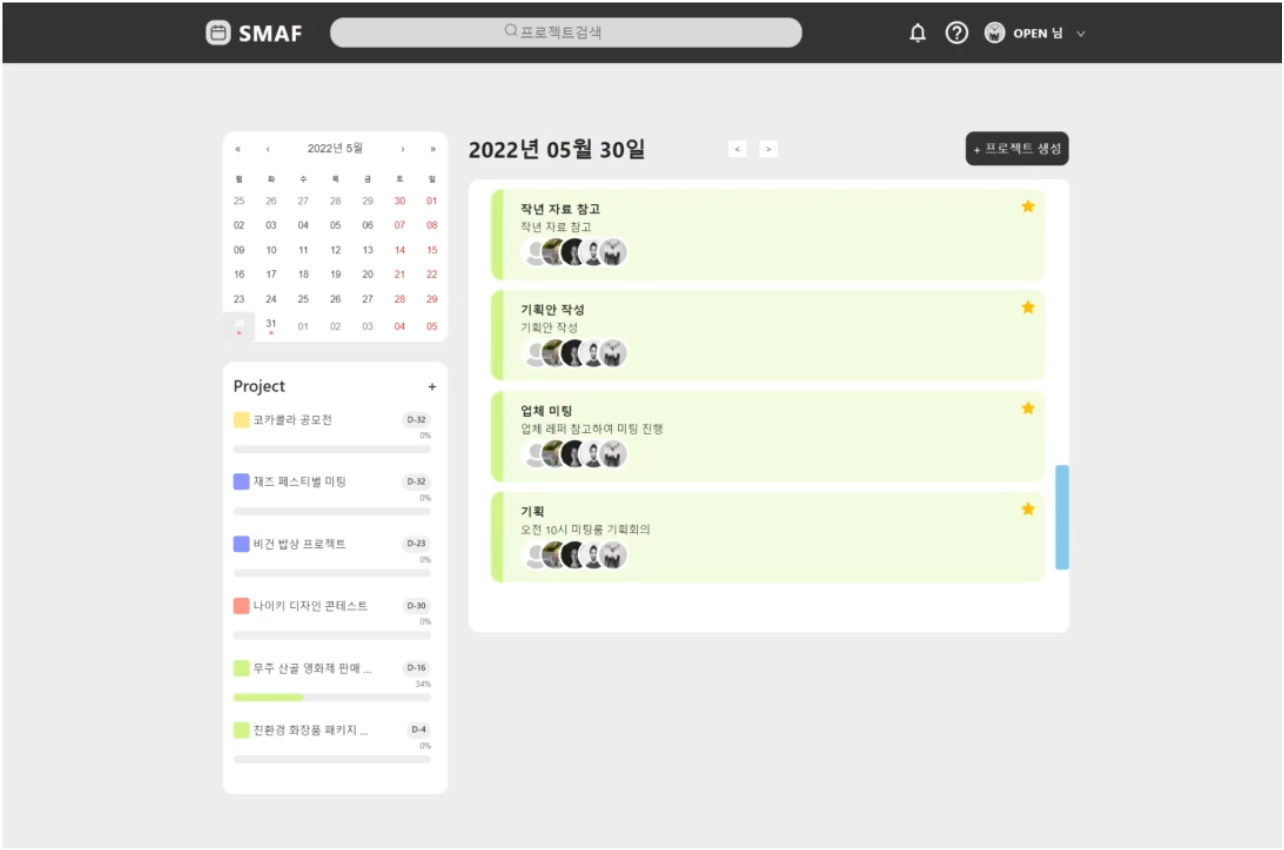 SMAF
프로젝트검색
OPEN 님
« ‹ 2022년 5월 › »
월 화 수 목 금 토 일
25 26 27 28 29 30 01
02 03 04 05 06 07 08
09 10 11 12 13 14 15
16 17 18 19 20 21 22
23 24 25 26 27 28 29
30 31 01 02 03 04 05
Project +
코카콜라 공모전 D-32
0%
재즈 페스티벌 미팅 D-32
0%
비건 밥상 프로젝트 D-23
0%
나이키 디자인 콘테스트 D-30
0%
무주 산골 영화제 판매 ... D-16
34%
친환경 화장품 패키지 ... D-4
0%
2022년 05월 30일 < > + 프로젝트 생성
작년 자료 참고
작년 자료 참고
기획안 작성
기획안 작성
업체 미팅
업체 레퍼 참고하여 미팅 진행
기획
오전 10시 미팅룸 기획회의